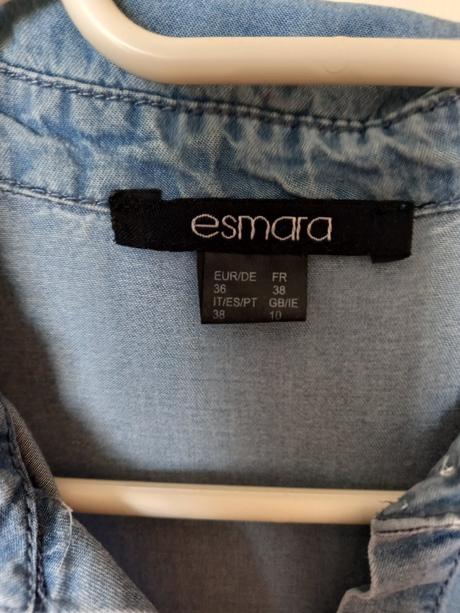 esmara
EUR/DE FR
36 38
IT/ES/PT GB/IE
38 10